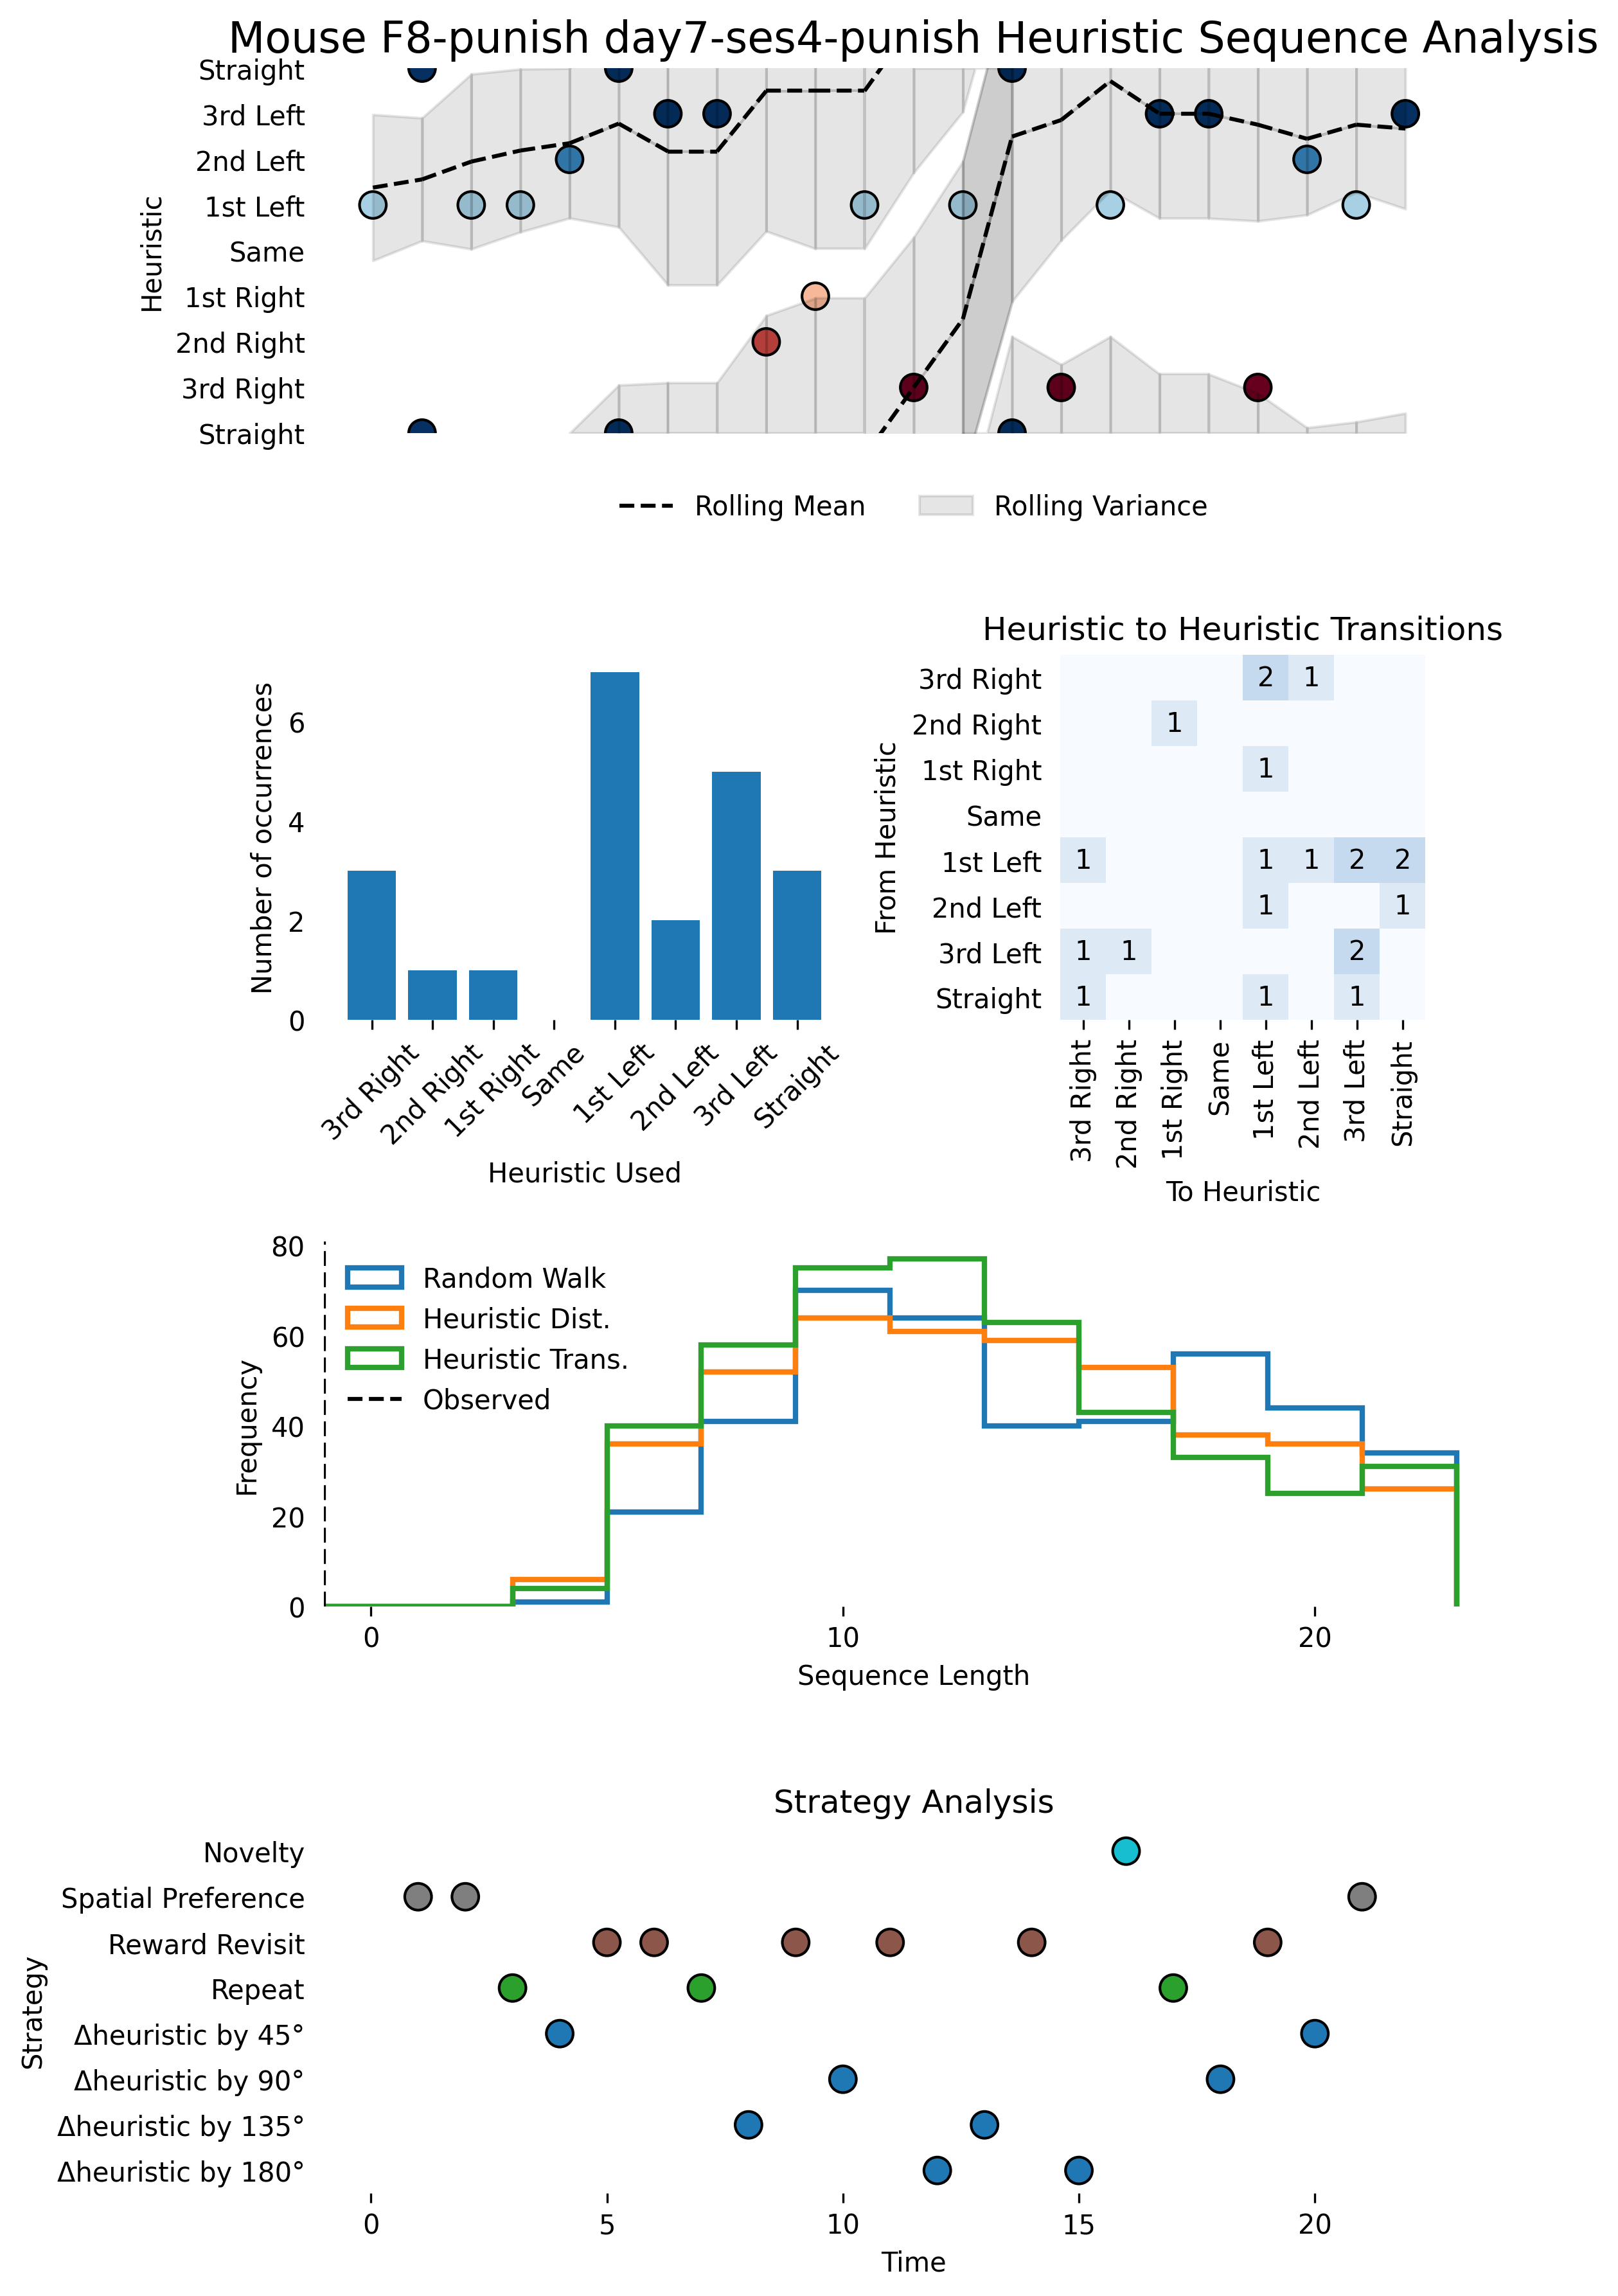 Mouse F8-punish day7-ses4-punish Heuristic Sequence Analysis
Heuristic
Straight
3rd Left
2nd Left
1st Left
Same
1st Right
2nd Right
3rd Right
Straight
Rolling Mean
Rolling Variance
Number of occurrences
6
4
2
0
3rd Right
2nd Right
1st Right
Same
1st Left
2nd Left
3rd Left
Straight
Heuristic Used
Heuristic to Heuristic Transitions
From Heuristic
3rd Right 2 1
2nd Right 1
1st Right 1
Same
1st Left 1 1 1 2 2
2nd Left 1 1
3rd Left 1 1 2
Straight 1 1 1
3rd Right
2nd Right
1st Right
Same
1st Left
2nd Left
3rd Left
Straight
To Heuristic
Frequency
80
60
40
20
0
Random Walk
Heuristic Dist.
Heuristic Trans.
Observed
0 10 20
Sequence Length
Strategy Analysis
Strategy
Novelty
Spatial Preference
Reward Revisit
Repeat
Δheuristic by 45°
Δheuristic by 90°
Δheuristic by 135°
Δheuristic by 180°
0 5 10 15 20
Time